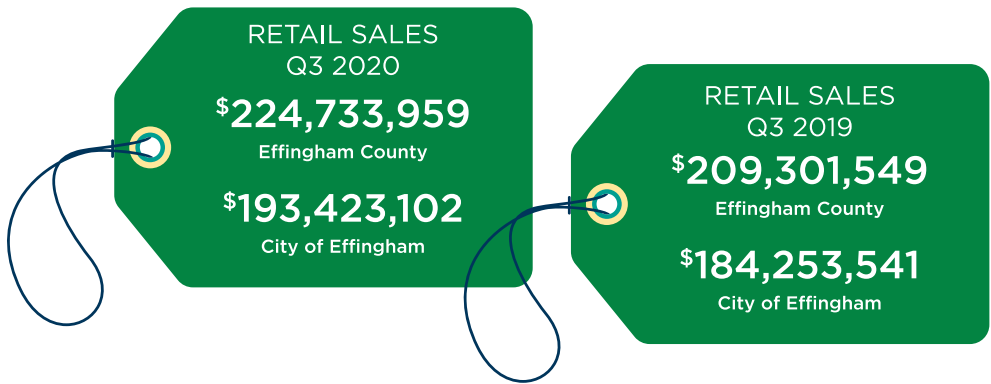 RETAIL SALES
Q3 2020
$224,733,959
Effingham County
$193,423,102
City of Effingham
RETAIL SALES
Q3 2019
$209,301,549
Effingham County
$184,253,541
City of Effingham